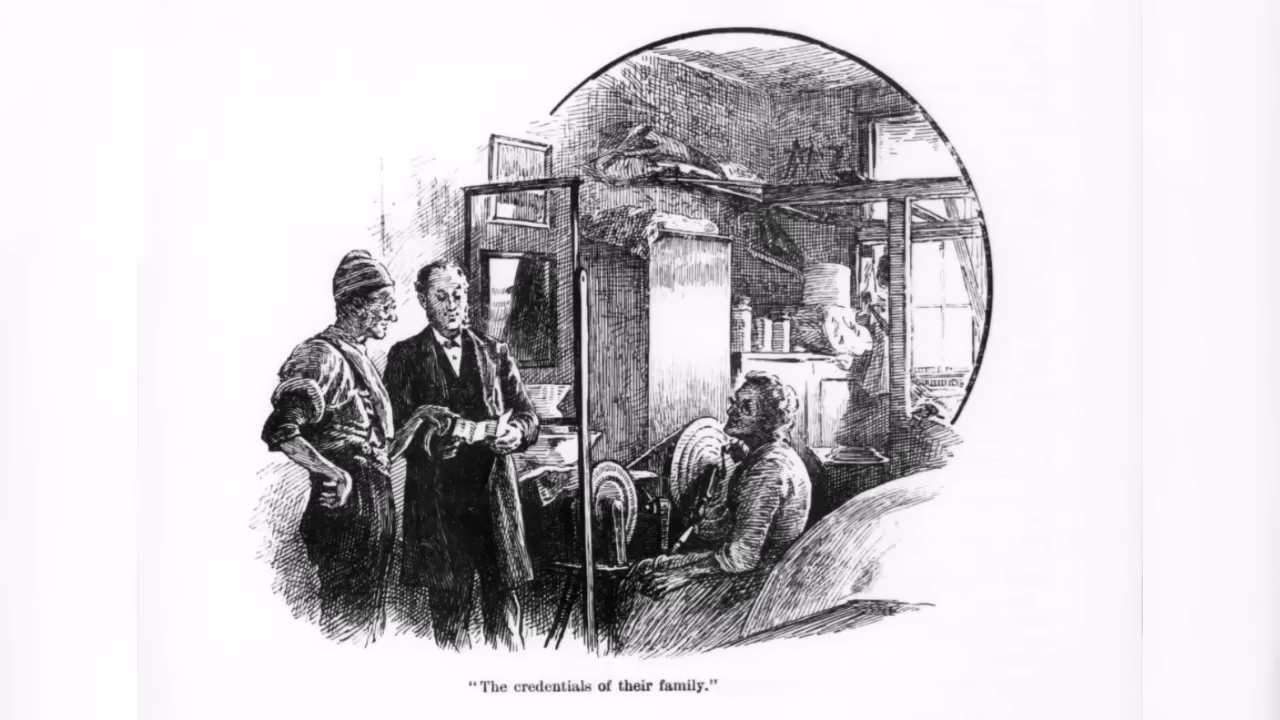 “The credentials of their family.”